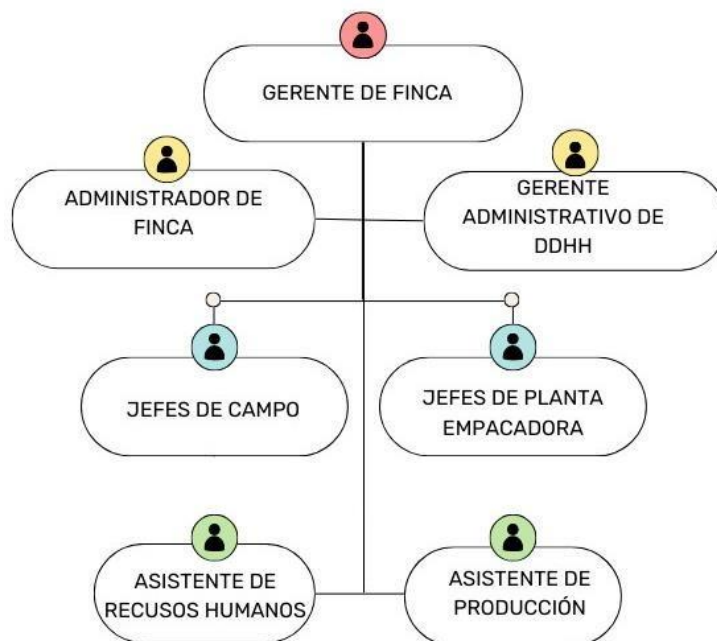 GERENTE DE FINCA
ADMINISTRADOR DE
FINCA
GERENTE
ADMINISTRATIVO DE
DDHH
JEFES DE CAMPO
JEFES DE PLANTA
EMPACADORA
ASISTENTE DE
RECUSOS HUMANOS
ASISTENTE DE
PRODUCCIÓN